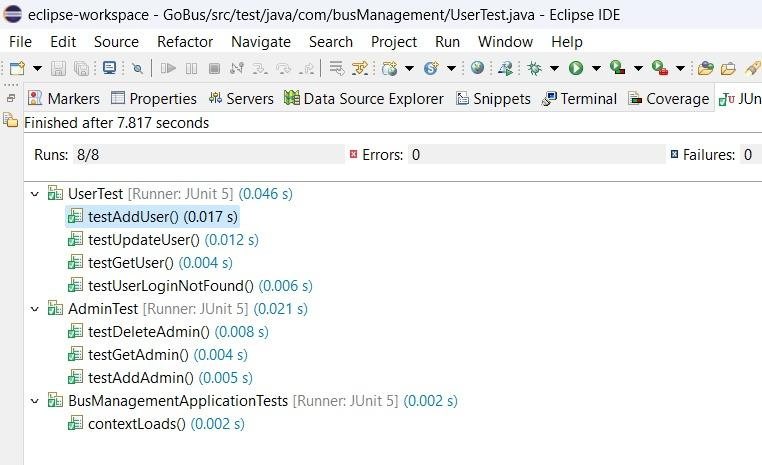 eclipse-workspace - GoBus/src/test/java/com/busManagement/UserTest.java - Eclipse IDE
File Edit Source Refactor Navigate Search Project Run Window Help
Markers Properties Servers Data Source Explorer Snippets Terminal Coverage JUn
Finished after 7.817 seconds
Runs: 8/8 Errors: 0 Failures: 0
UserTest [Runner: JUnit 5] (0.046 s)
testAddUser() (0.017 s)
testUpdateUser() (0.012 s)
testGetUser() (0.004 s)
testUserLoginNotFound() (0.006 s)
AdminTest [Runner: JUnit 5] (0.021 s)
testDeleteAdmin() (0.008 s)
testGetAdmin() (0.004 s)
testAddAdmin() (0.005 s)
BusManagementApplicationTests [Runner: JUnit 5] (0.002 s)
contextLoads() (0.002 s)